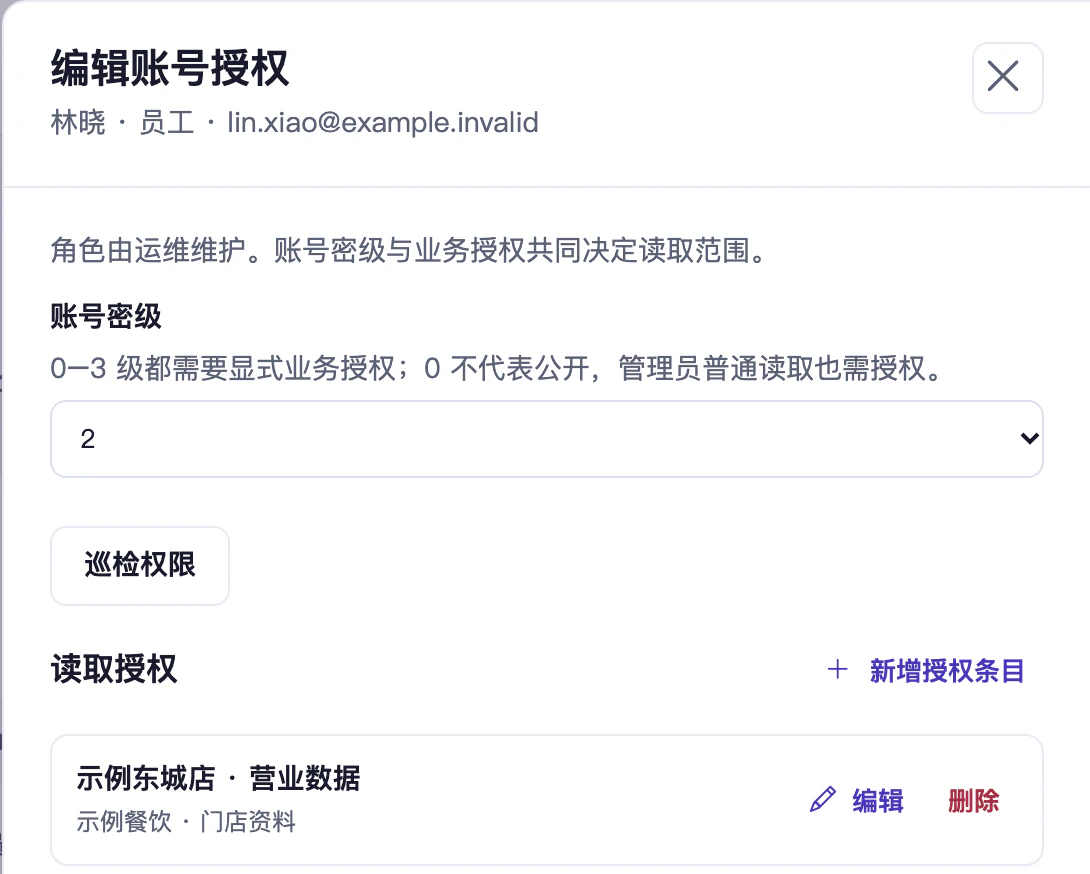 编辑账号授权
林晓 · 员工 · lin.xiao@example.invalid
角色由运维维护。账号密级与业务授权共同决定读取范围。
账号密级
0—3 级都需要显式业务授权；0 不代表公开，管理员普通读取也需授权。
2
巡检权限
读取授权
+ 新增授权条目
示例东城店 · 营业数据
示例餐饮 · 门店资料
编辑 删除